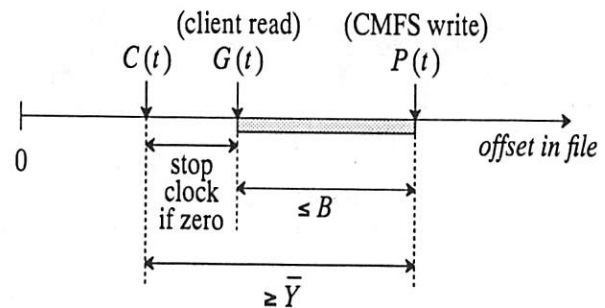 (client read) (CMFS write)
C(t) G(t) P(t)
0
offset in file
stop
clock
if zero
≤ B
≥ Y̅